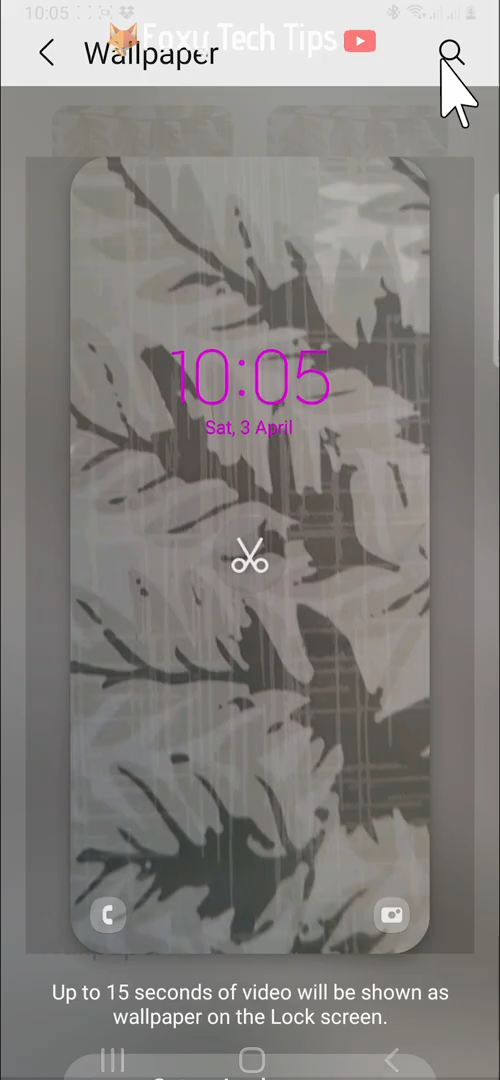 10:05
Foxy Tech Tips
Wallpaper
10:05
Sat, 3 April
Up to 15 seconds of video will be shown as
wallpaper on the Lock screen.